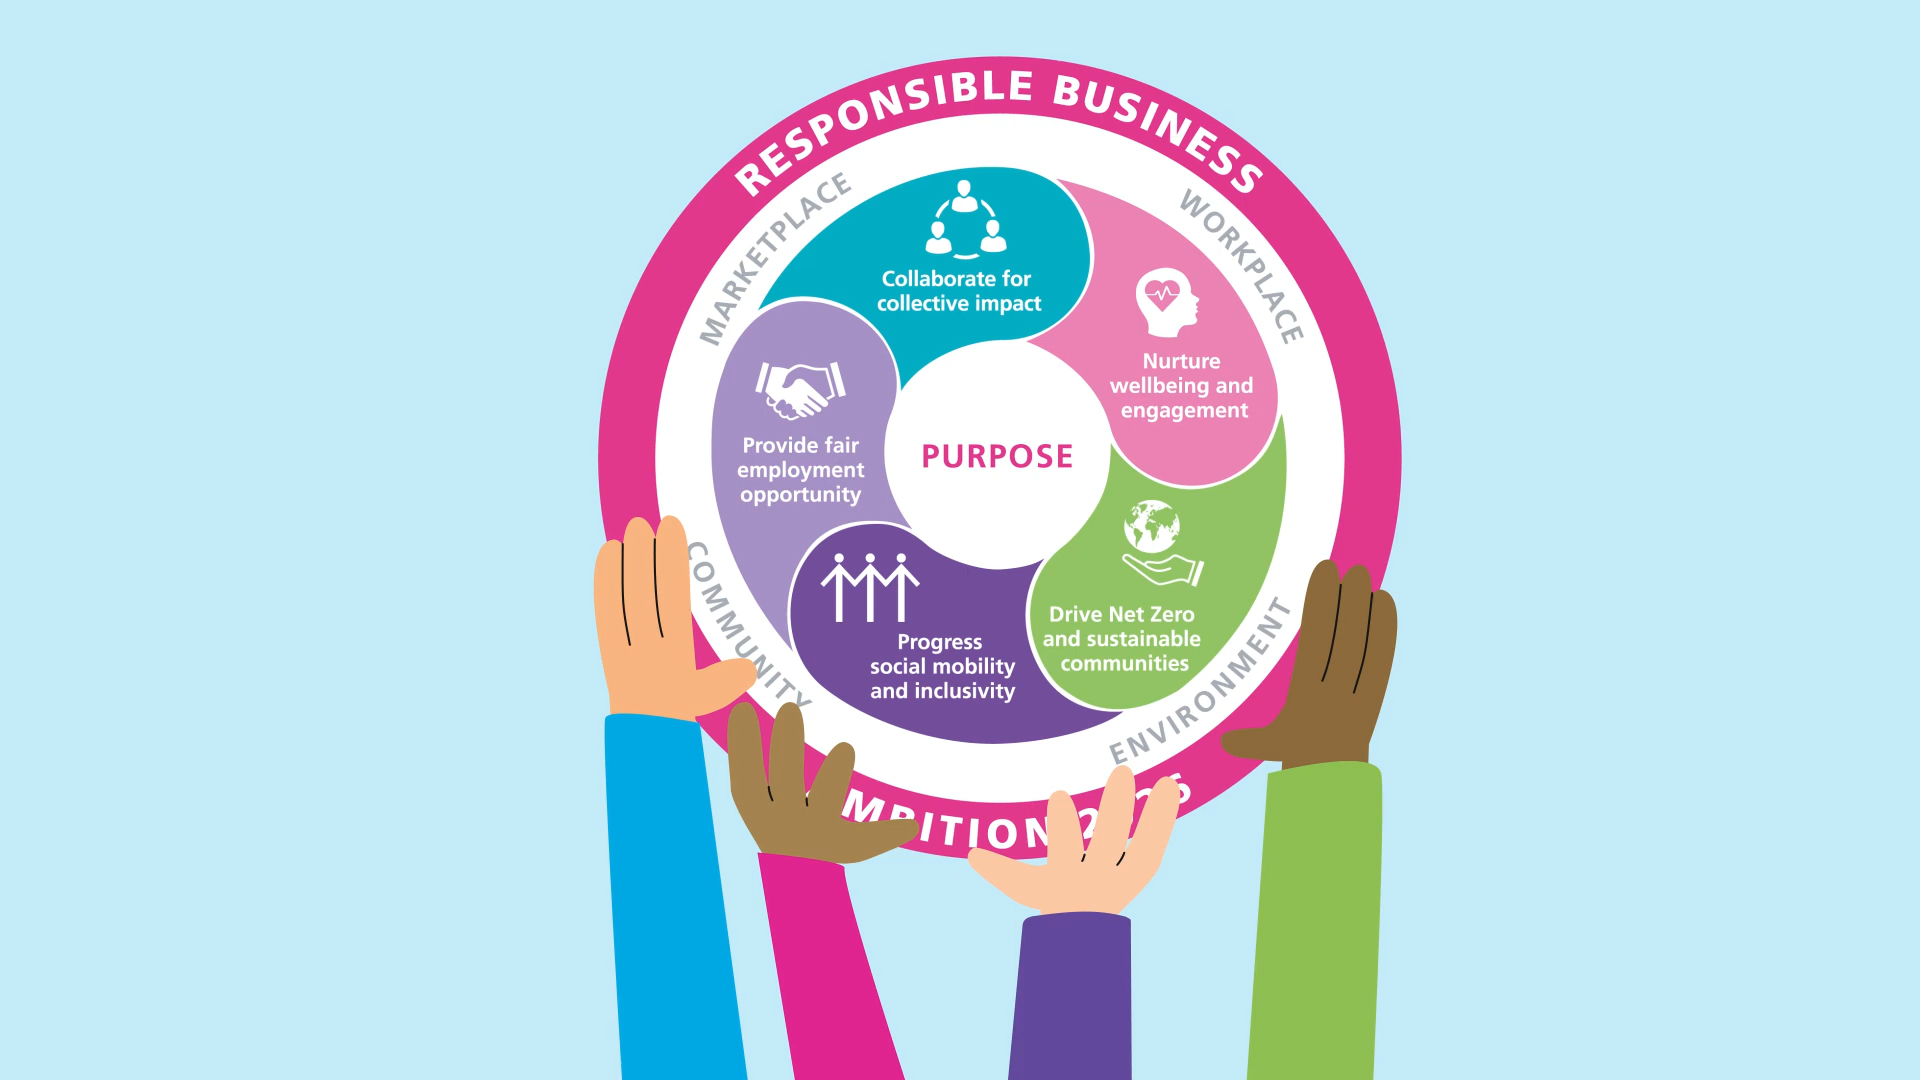 RESPONSIBLE BUSINESS
MARKETPLACE
WORKPLACE
Collaborate for
collective impact
Nurture
wellbeing and
engagement
Provide fair
employment
opportunity
PURPOSE
Progress
social mobility
and inclusivity
Drive Net Zero
and sustainable
communities
COMMUNITY
ENVIRONMENT